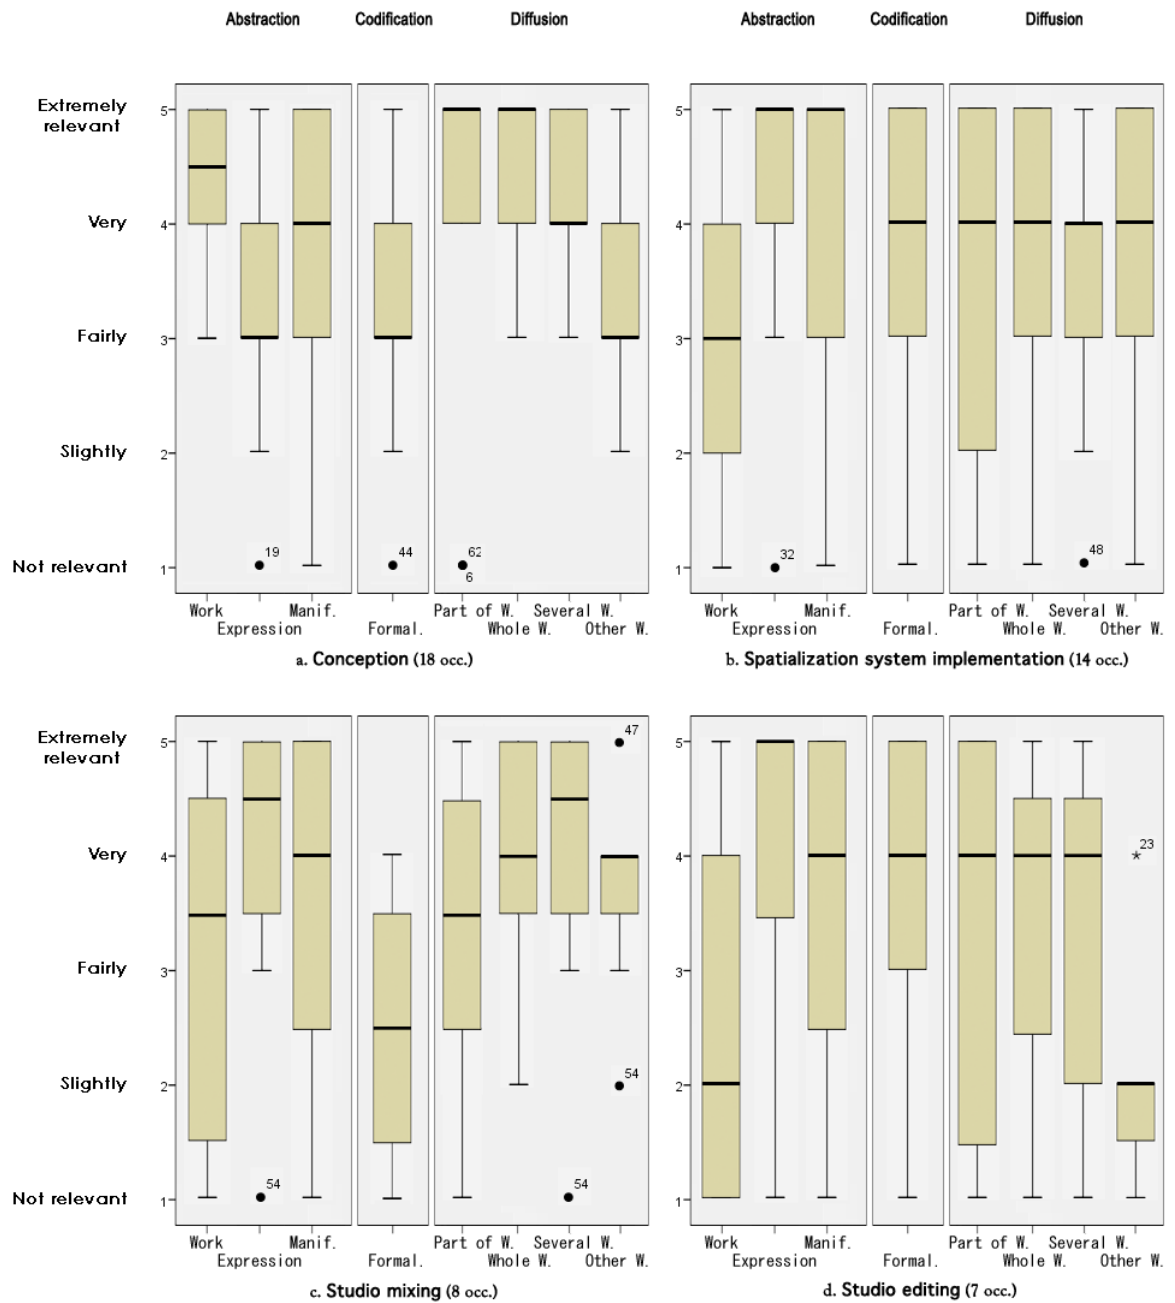 Abstraction Codification Diffusion Abstraction Codification Diffusion
Extremely relevant 5 5
Very 4 4
Fairly 3 3
Slightly 2 2
19 44 62 32 48
6
Not relevant 1 1
Work Manif. Part of W. Several W. Work Manif. Part of W. Several W.
Expression Formal. Whole W. Other W. Expression Formal. Whole W. Other W.
a. Conception (18 occ.) b. Spatialization system implementation (14 occ.)
Extremely relevant 5 47 5
Very 4 4 23
Fairly 3 3
Slightly 2 54 2
Not relevant 1 54 54 1
Work Manif. Part of W. Several W. Work Manif. Part of W. Several W.
Expression Formal. Whole W. Other W. Expression Formal. Whole W. Other W.
c. Studio mixing (8 occ.) d. Studio editing (7 occ.)